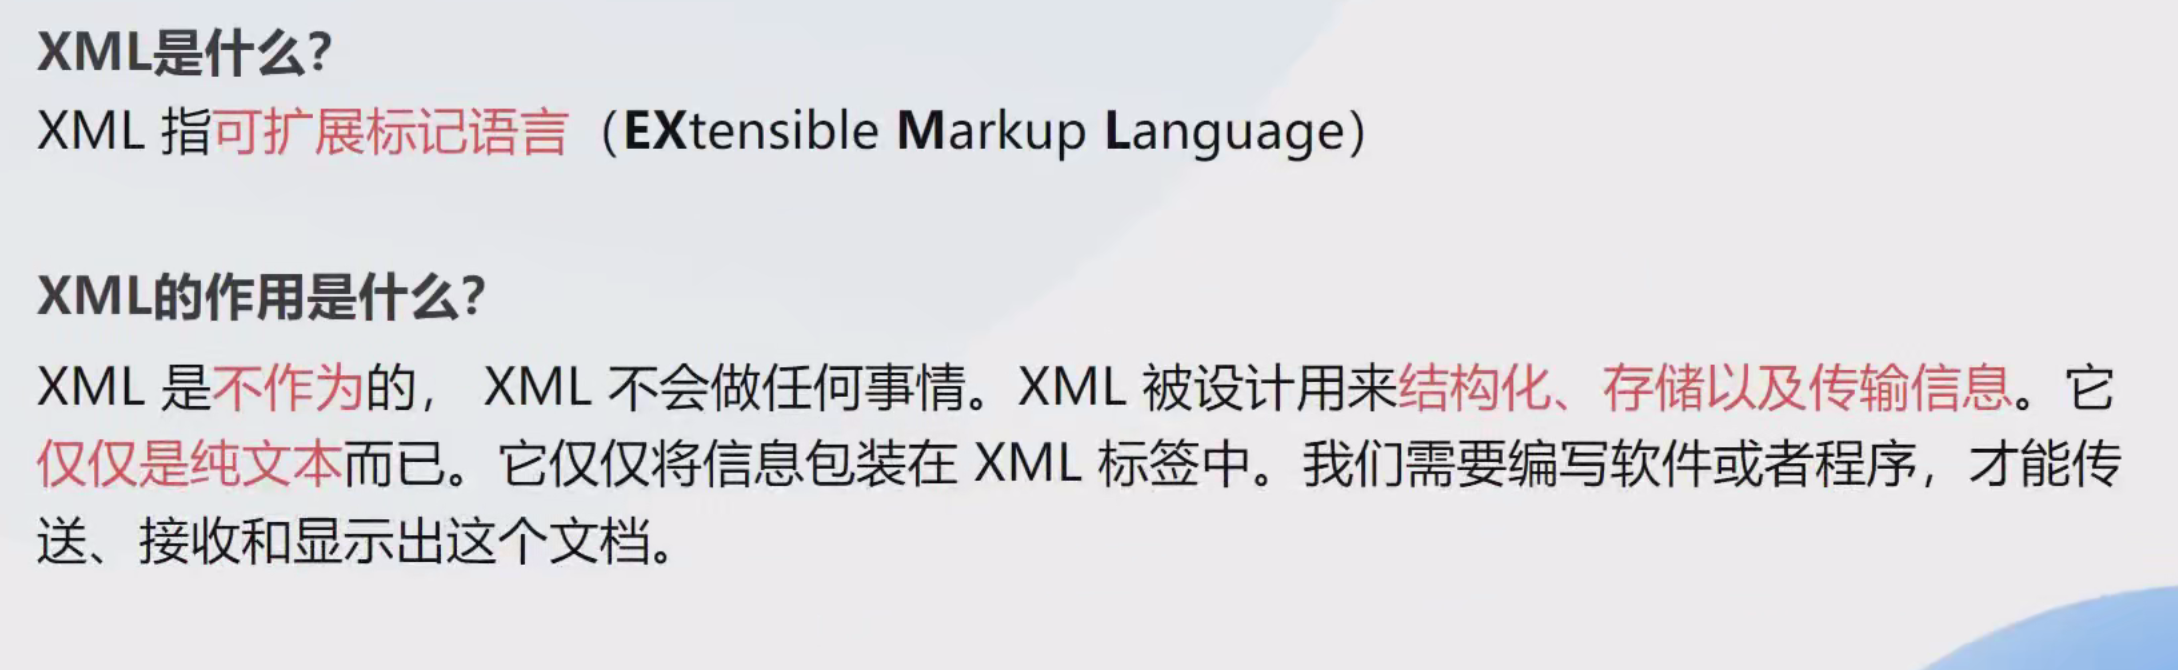 XML是什么？
XML 指可扩展标记语言（EXtensible Markup Language）
XML的作用是什么？
XML 是不作为的， XML 不会做任何事情。XML 被设计用来结构化、存储以及传输信息。它
仅仅是纯文本而已。它仅仅将信息包装在 XML 标签中。我们需要编写软件或者程序，才能传
送、接收和显示出这个文档。